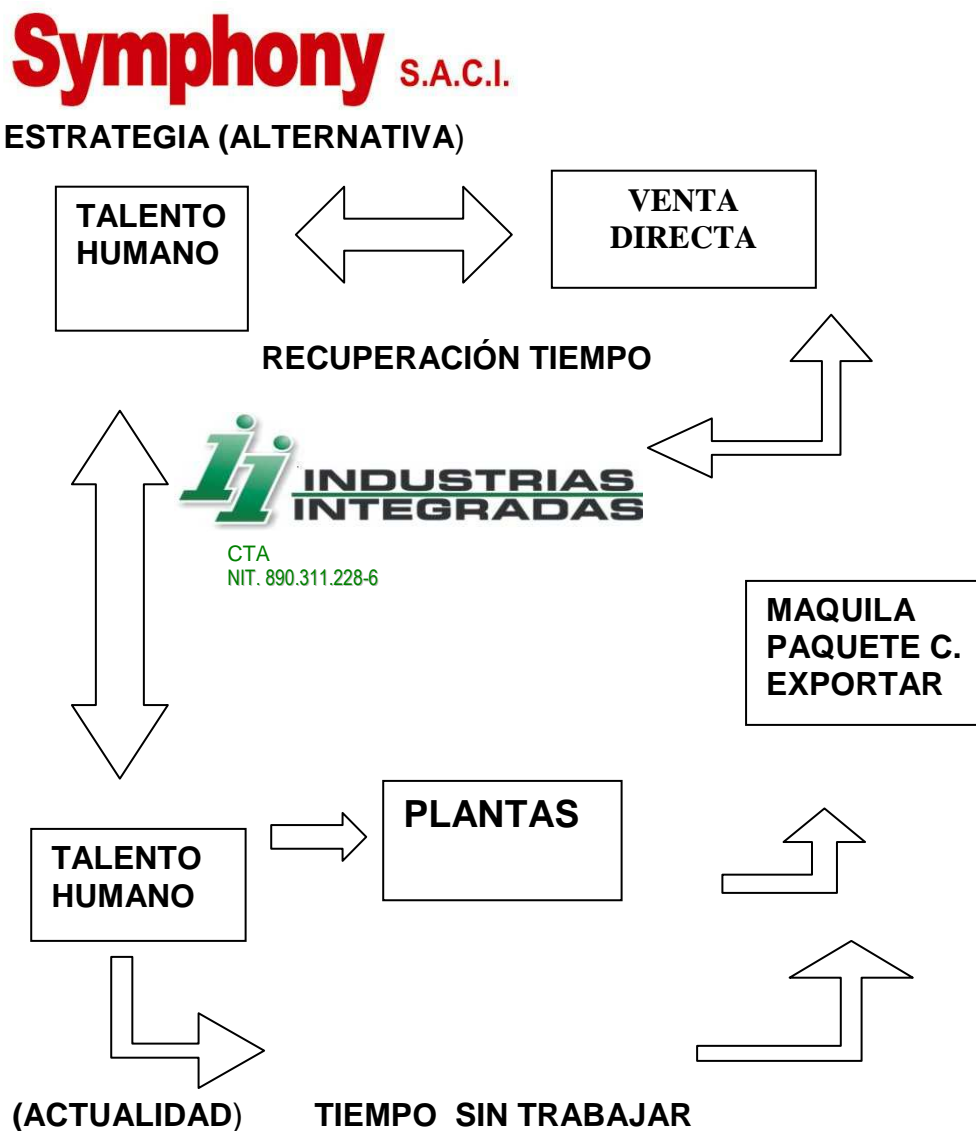 Symphony S.A.C.I.
ESTRATEGIA (ALTERNATIVA)
TALENTO
HUMANO
VENTA
DIRECTA
RECUPERACIÓN TIEMPO
ii INDUSTRIAS
INTEGRADAS
CTA
NIT. 890.311.228-6
MAQUILA
PAQUETE C.
EXPORTAR
PLANTAS
TALENTO
HUMANO
(ACTUALIDAD) TIEMPO SIN TRABAJAR